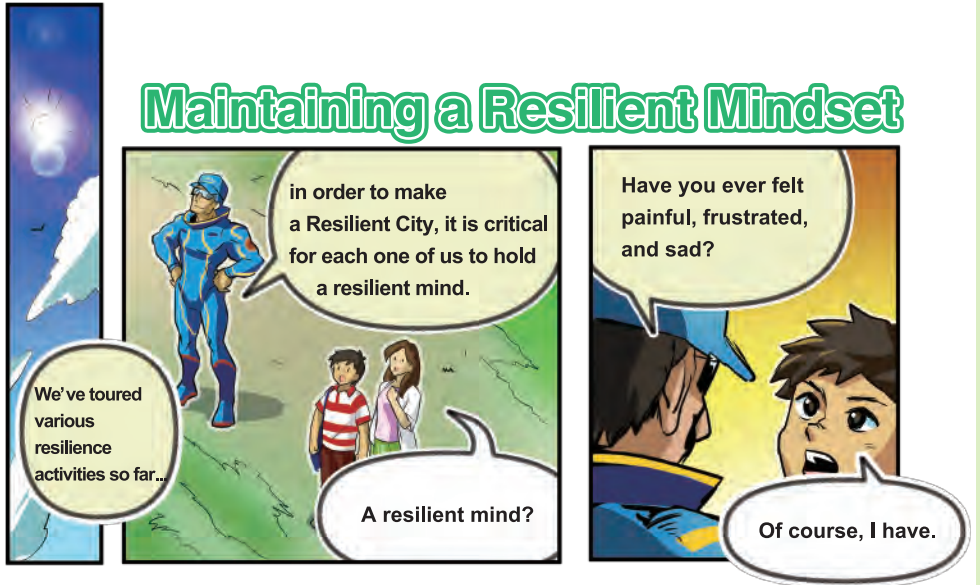 Maintaining a Resilient Mindset
We've toured
various
resilience
activities so far...
in order to make
a Resilient City, it is critical
for each one of us to hold
a resilient mind.
A resilient mind?
Have you ever felt
painful, frustrated,
and sad?
Of course, I have.